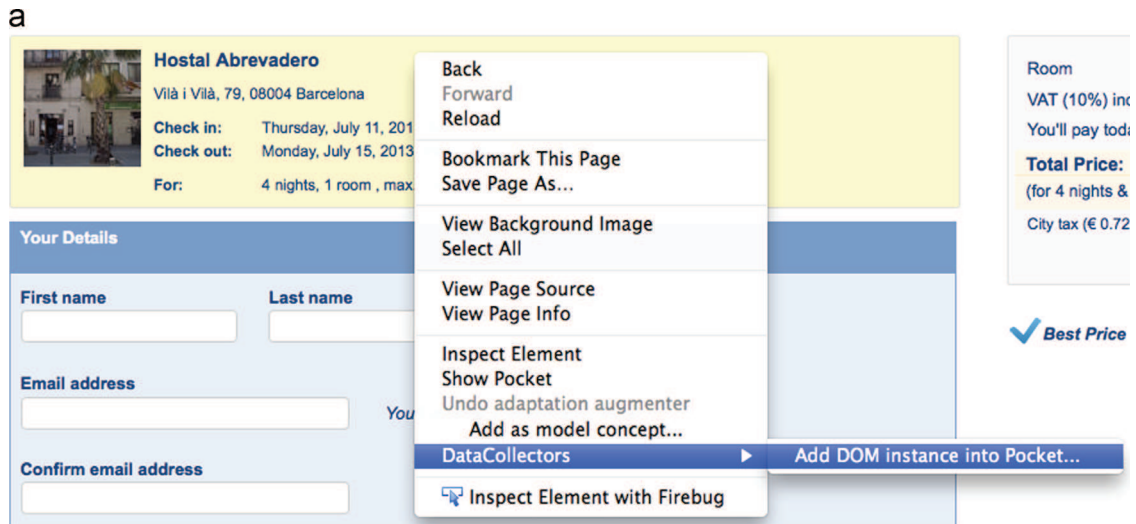 a
Hostal Abrevadero
Vilà i Vilà, 79, 08004 Barcelona
Check in: Thursday, July 11, 201
Check out: Monday, July 15, 2013
For: 4 nights, 1 room , max
Your Details
First name Last name
Email address
You
Confirm email address
Back
Forward
Reload
Bookmark This Page
Save Page As...
View Background Image
Select All
View Page Source
View Page Info
Inspect Element
Show Pocket
Undo adaptation augmenter
Add as model concept...
DataCollectors
Add DOM instance into Pocket...
Inspect Element with Firebug
Room
VAT (10%) inc
You'll pay toda
Total Price:
(for 4 nights &
City tax (€ 0.72
Best Price